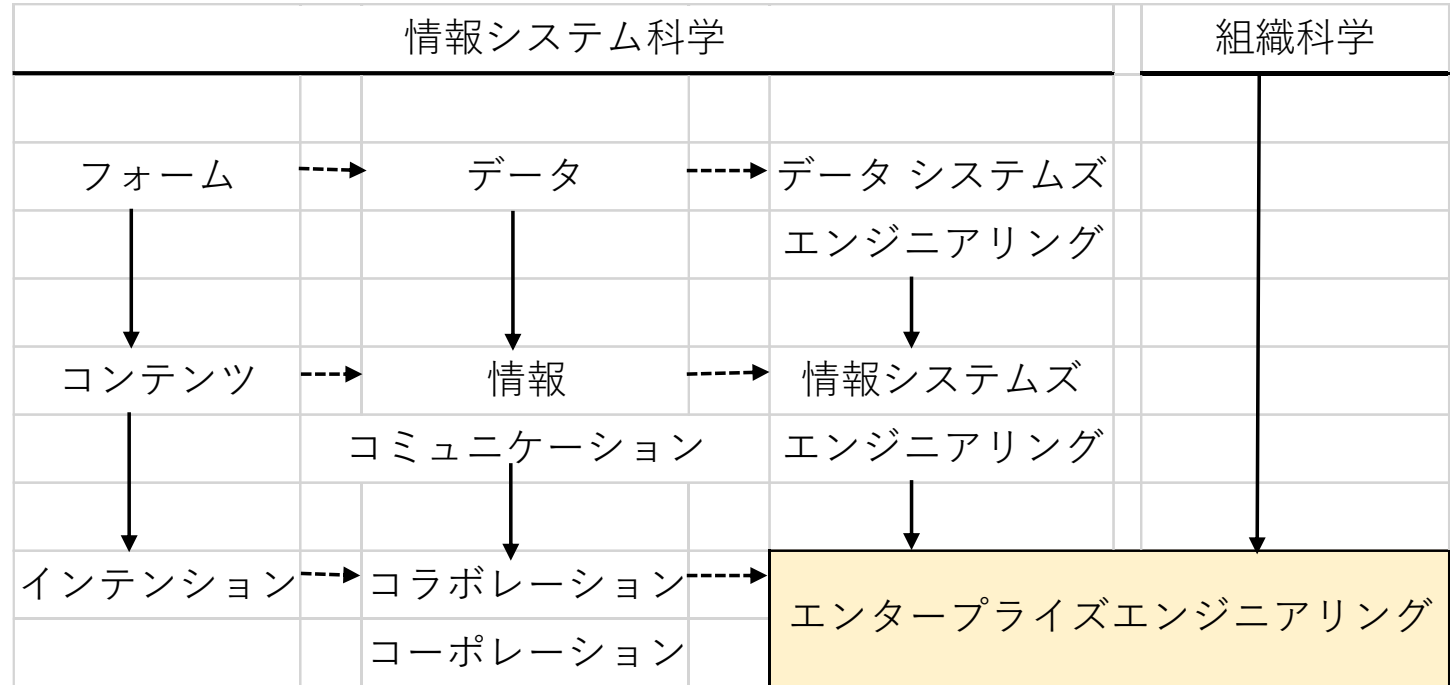 情報システム科学
組織科学
フォーム
データ
データ システムズ
エンジニアリング
コンテンツ
情報
情報システムズ
コミュニケーション
エンジニアリング
インテンション
コラボレーション
エンタープライズエンジニアリング
コーポレーション